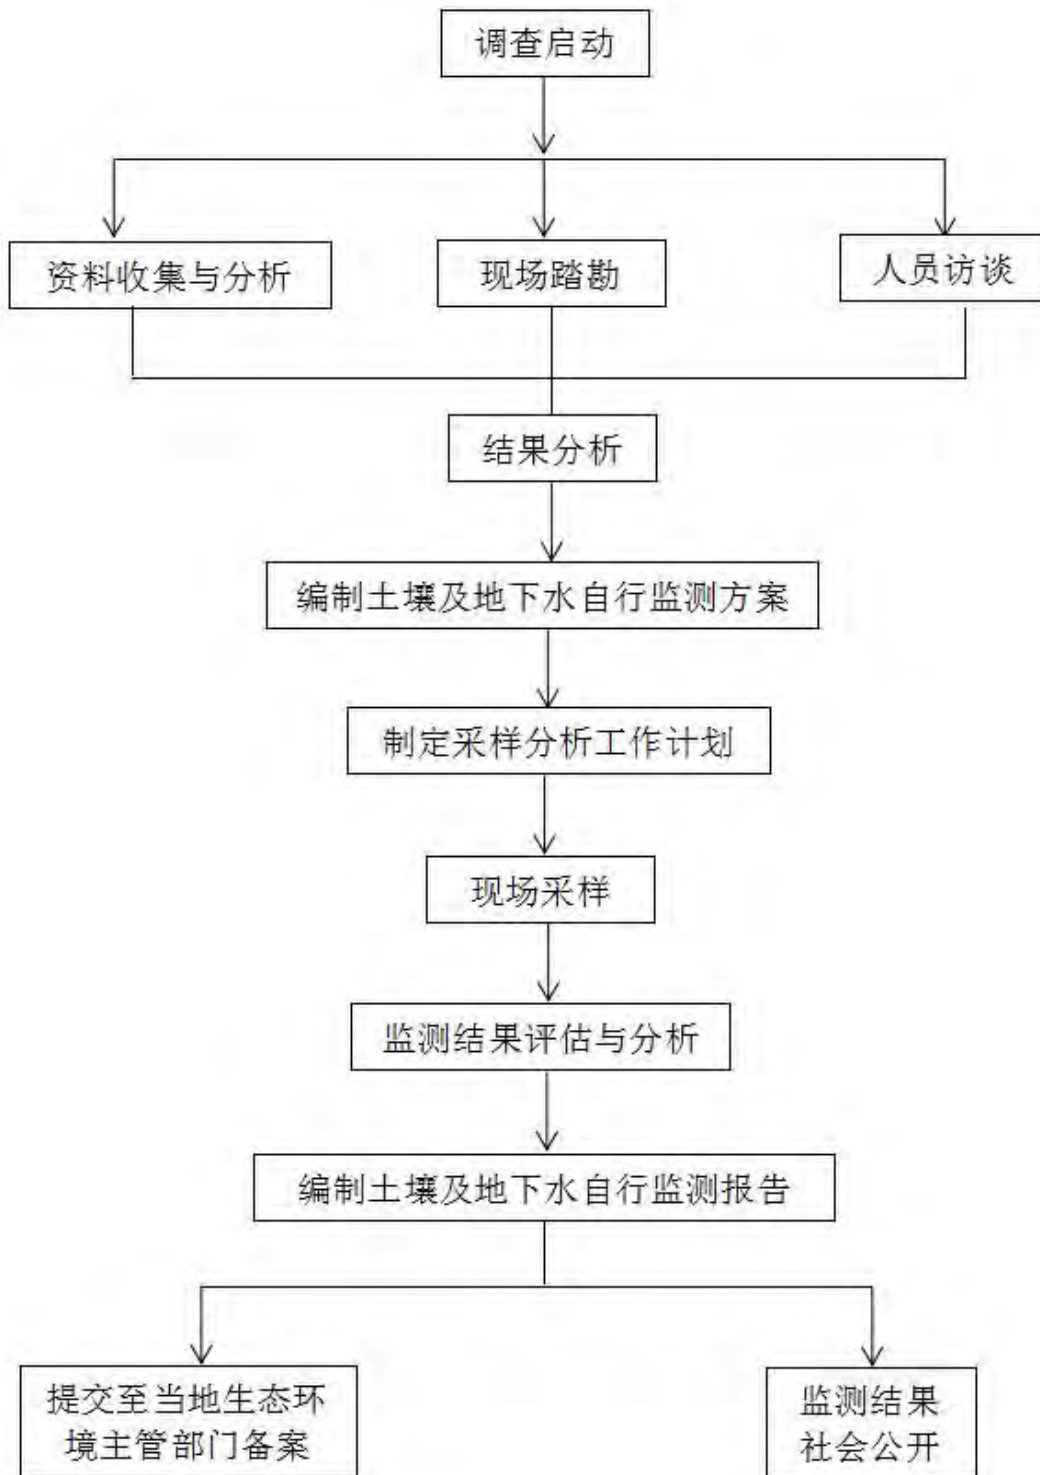 调查启动
资料收集与分析
现场踏勘
人员访谈
结果分析
编制土壤及地下水自行监测方案
制定采样分析工作计划
现场采样
监测结果评估与分析
编制土壤及地下水自行监测报告
提交至当地生态环
境主管部门备案
监测结果
社会公开